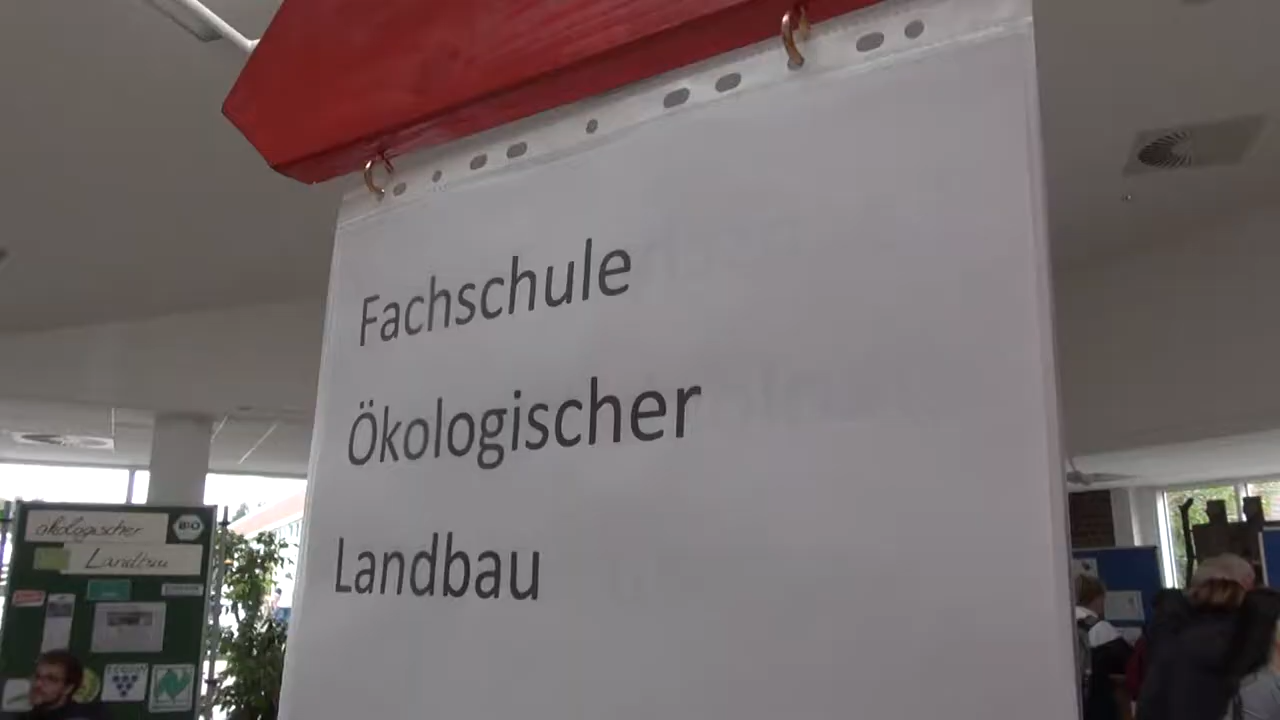 Fachschule
Ökologischer
Landbau
ökologischer
BIO
Landbau